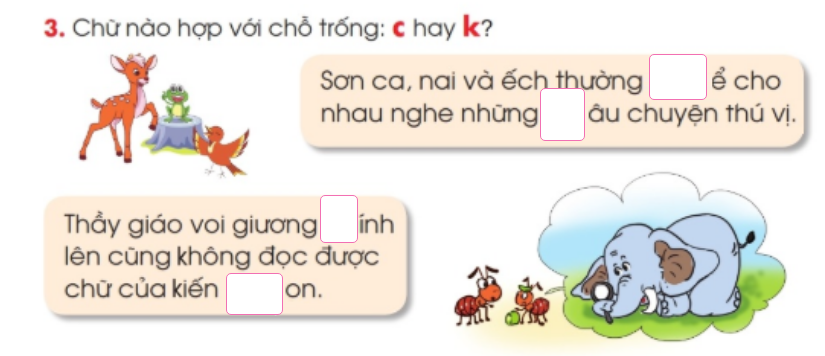 3. Chữ nào hợp với chỗ trống: c hay k?
Sơn ca, nai và ếch thường ể cho
nhau nghe những âu chuyện thú vị.
Thầy giáo voi giương ính
lên cũng không đọc được
chữ của kiến on.